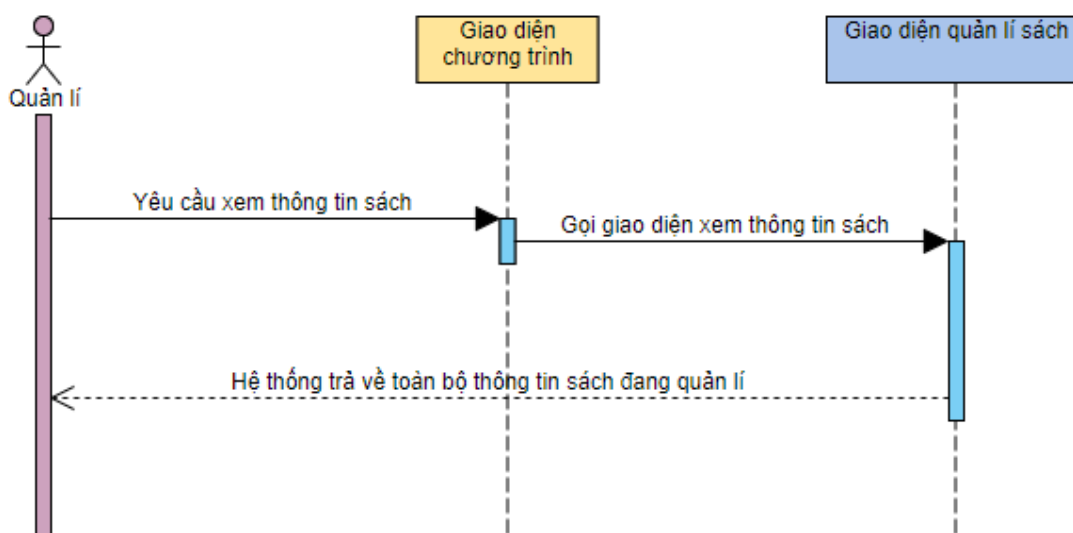 Quản lí
Giao diện
chương trình
Giao diện quản lí sách
Yêu cầu xem thông tin sách
Gọi giao diện xem thông tin sách
Hệ thống trả về toàn bộ thông tin sách đang quản lí